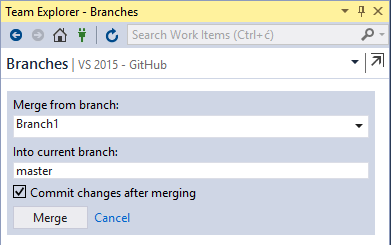 Team Explorer - Branches
Search Work Items (Ctrl+č)
Branches | VS 2015 - GitHub
Merge from branch:
Branch1
Into current branch:
master
Commit changes after merging
Merge Cancel